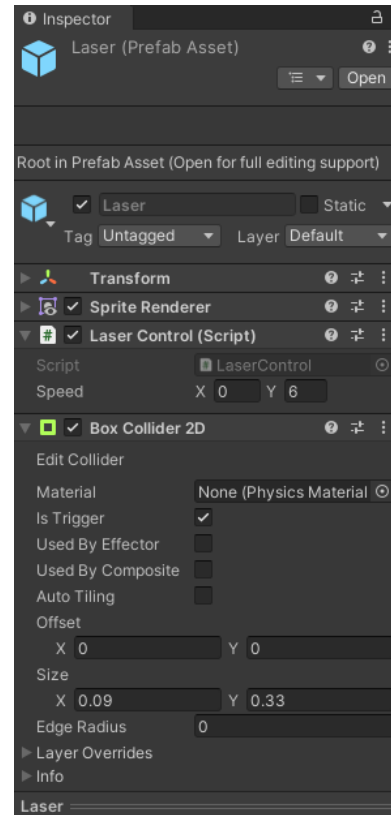 Inspector
Laser (Prefab Asset)
Open
Root in Prefab Asset (Open for full editing support)
Laser Static
Tag Untagged Layer Default
Transform
Sprite Renderer
# Laser Control (Script)
Script # LaserControl
Speed X 0 Y 6
Box Collider 2D
Edit Collider
Material None (Physics Material
Is Trigger
Used By Effector
Used By Composite
Auto Tiling
Offset
X 0 Y 0
Size
X 0.09 Y 0.33
Edge Radius 0
Layer Overrides
Info
Laser